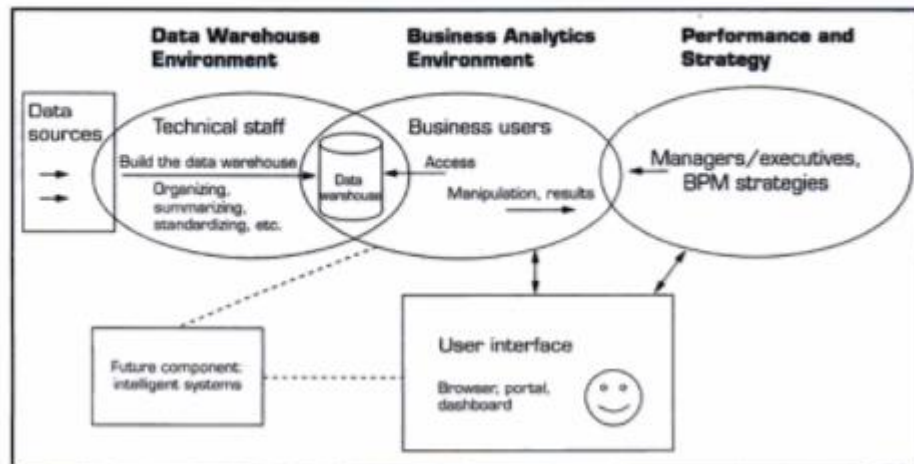 Data Warehouse
Environment
Business Analytics
Environment
Performance and
Strategy
Data
sources
Technical staff
Build the data warehouse
Organizing,
summarizing,
standardizing, etc.
Data
warehouse
Business users
Access
Manipulation, results
Managers/executives,
BPM strategies
Future component:
intelligent systems
User interface
Browser, portal,
dashboard